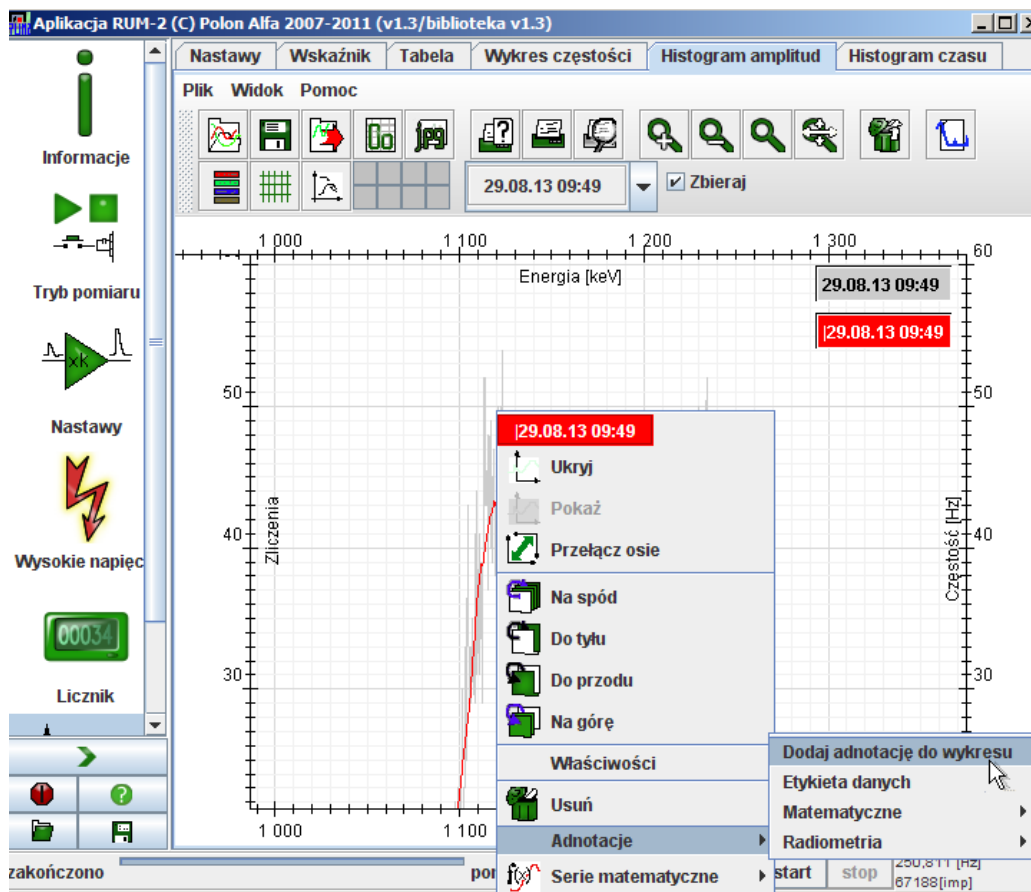 Aplikacja RUM-2 (C) Polon Alfa 2007-2011 (v1.3/biblioteka v1.3)
Informacje
Tryb pomiaru
xk
Nastawy
Wysokie napięc
00034
Licznik
Nastawy Wskaźnik Tabela Wykres częstości Histogram amplitud Histogram czasu
Plik Widok Pomoc
jpg
29.08.13 09:49 Zbieraj
1 000 1 100 1 200 1 300
60
Energia [keV]
29.08.13 09:49
|29.08.13 09:49
50 50
40 40
30 30
Zliczenia
Częstość [Hz]
1 000 1 100
|29.08.13 09:49
Ukryj
Pokaż
Przełącz osie
Na spód
Do tyłu
Do przodu
Na górę
Właściwości
Usuń
Adnotacje
f(x) Serie matematyczne
Dodaj adnotację do wykresu
Etykieta danych
Matematyczne
Radiometria
zakończono
por
start stop
250,811 [Hz]
67188[imp]